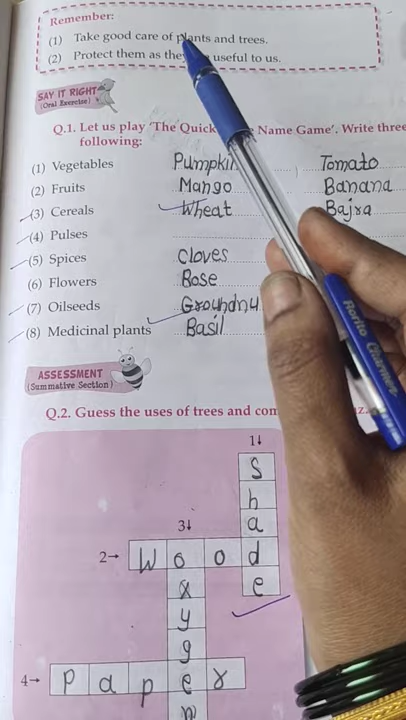 Remember:
(1) Take good care of plants and trees.
(2) Protect them as they useful to us.
SAY IT RIGHT
(Oral Exercise)
Q.1. Let us play 'The Quick Name Game'. Write three
following:
(1) Vegetables Pumpkin Tomato
(2) Fruits Mango Banana
(3) Cereals Wheat Bajra
(4) Pulses
(5) Spices Cloves
(6) Flowers Rose
(7) Oilseeds Groundnu
(8) Medicinal plants Basil
ASSESSMENT
(Summative Section)
Q.2. Guess the uses of trees and con z.
1↓
S
h
a
3↓
2→ W o o d
x e
y
g
4→ P a p e r
n
Rorito